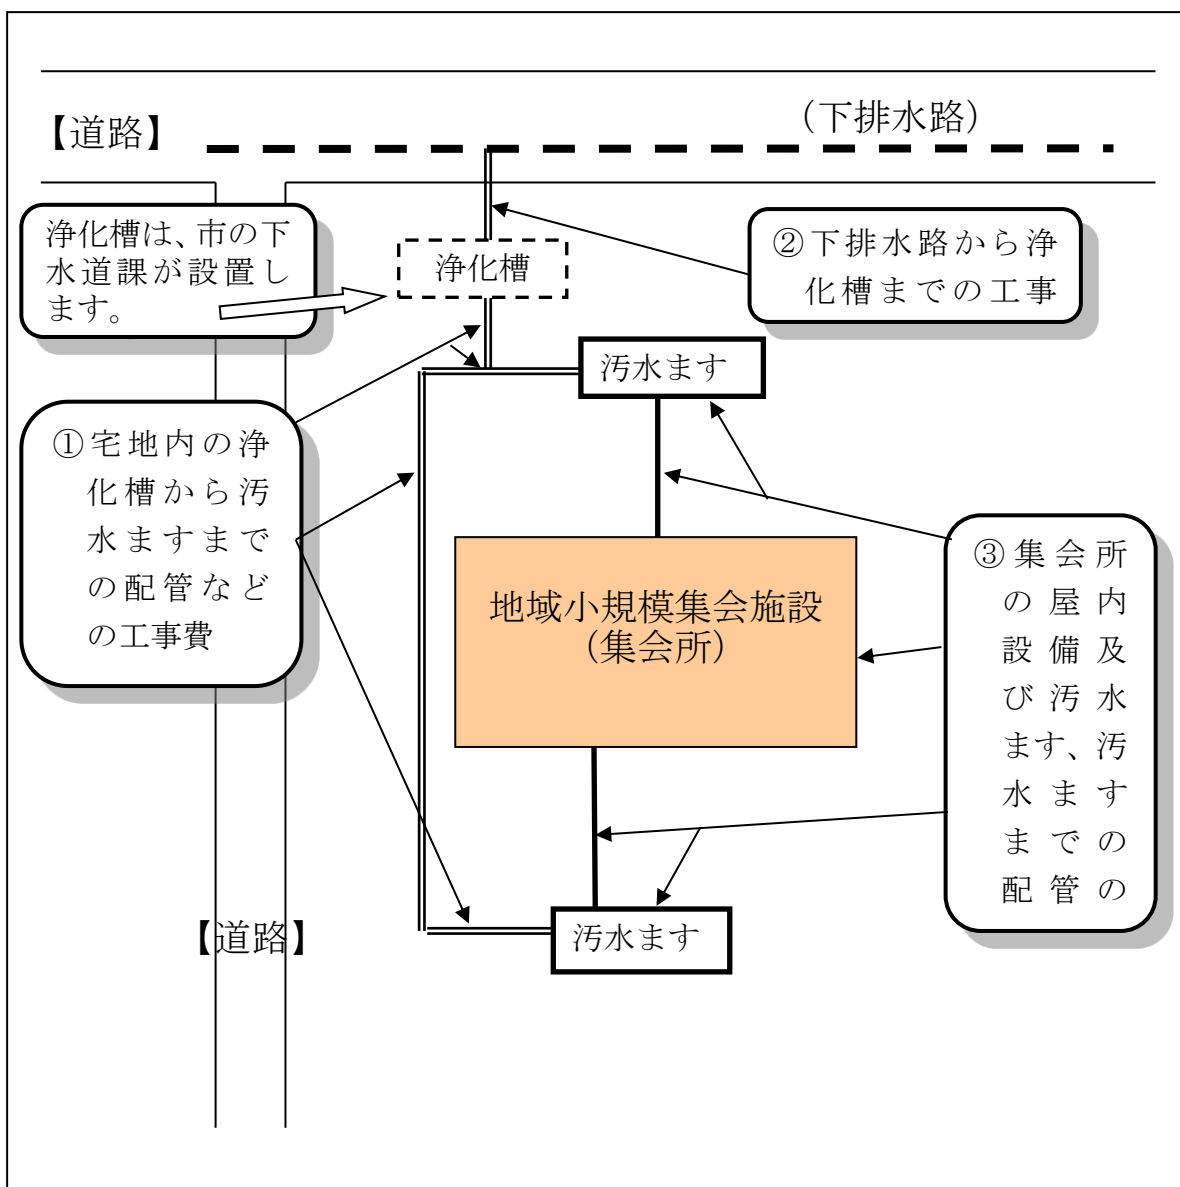 (下排水路)
【道路】
浄化槽は、市の下
水道課が設置し
ます。
浄化槽
②下排水路から浄
化槽までの工事
汚水ます
①宅地内の浄
化槽から汚
水ますまで
の配管など
の工事費
地域小規模集会施設
(集会所)
③集会所
の屋内
設備及
び汚水
ます、汚
水ます
までの
配管の
汚水ます
【道路】